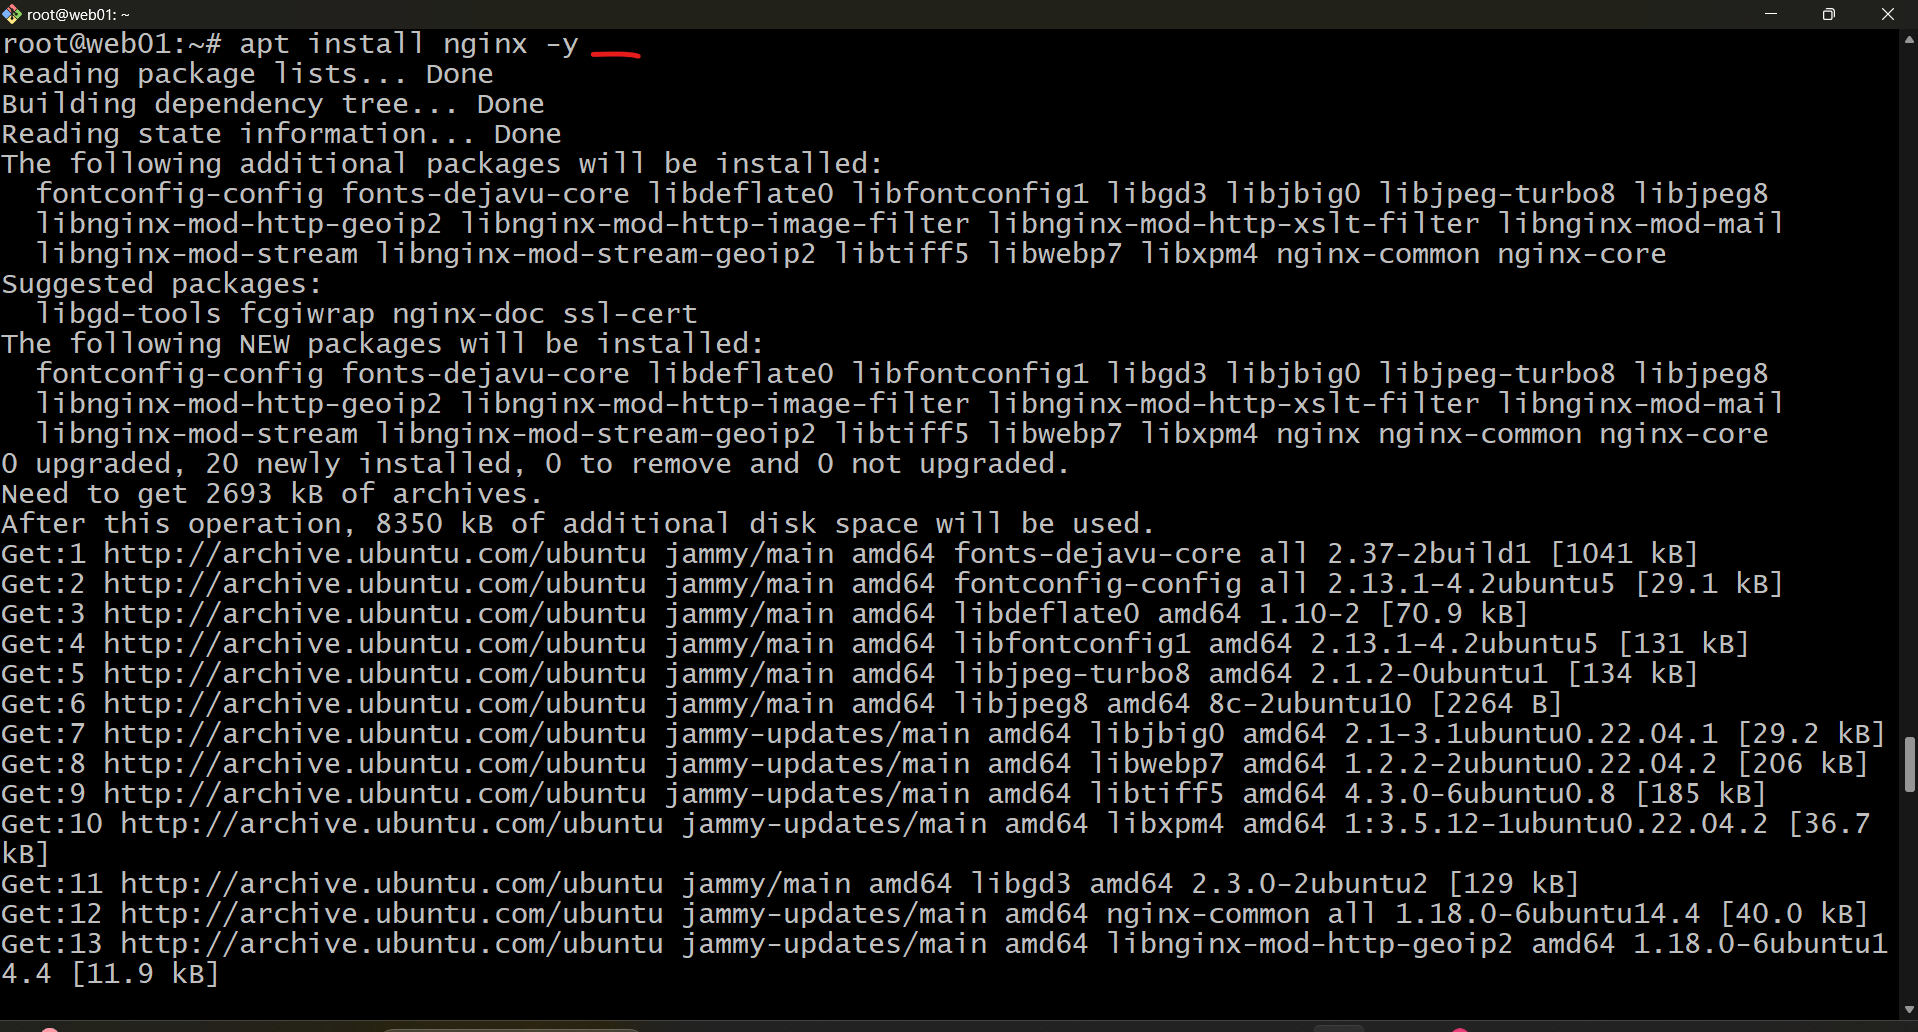 root@web01: ~
root@web01:~# apt install nginx -y
Reading package lists... Done
Building dependency tree... Done
Reading state information... Done
The following additional packages will be installed:
  fontconfig-config fonts-dejavu-core libdeflate0 libfontconfig1 libgd3 libjbig0 libjpeg-turbo8 libjpeg8
  libnginx-mod-http-geoip2 libnginx-mod-http-image-filter libnginx-mod-http-xslt-filter libnginx-mod-mail
  libnginx-mod-stream libnginx-mod-stream-geoip2 libtiff5 libwebp7 libxpm4 nginx-common nginx-core
Suggested packages:
  libgd-tools fcgiwrap nginx-doc ssl-cert
The following NEW packages will be installed:
  fontconfig-config fonts-dejavu-core libdeflate0 libfontconfig1 libgd3 libjbig0 libjpeg-turbo8 libjpeg8
  libnginx-mod-http-geoip2 libnginx-mod-http-image-filter libnginx-mod-http-xslt-filter libnginx-mod-mail
  libnginx-mod-stream libnginx-mod-stream-geoip2 libtiff5 libwebp7 libxpm4 nginx nginx-common nginx-core
0 upgraded, 20 newly installed, 0 to remove and 0 not upgraded.
Need to get 2693 kB of archives.
After this operation, 8350 kB of additional disk space will be used.
Get:1 http://archive.ubuntu.com/ubuntu jammy/main amd64 fonts-dejavu-core all 2.37-2build1 [1041 kB]
Get:2 http://archive.ubuntu.com/ubuntu jammy/main amd64 fontconfig-config all 2.13.1-4.2ubuntu5 [29.1 kB]
Get:3 http://archive.ubuntu.com/ubuntu jammy/main amd64 libdeflate0 amd64 1.10-2 [70.9 kB]
Get:4 http://archive.ubuntu.com/ubuntu jammy/main amd64 libfontconfig1 amd64 2.13.1-4.2ubuntu5 [131 kB]
Get:5 http://archive.ubuntu.com/ubuntu jammy/main amd64 libjpeg-turbo8 amd64 2.1.2-0ubuntu1 [134 kB]
Get:6 http://archive.ubuntu.com/ubuntu jammy/main amd64 libjpeg8 amd64 8c-2ubuntu10 [2264 B]
Get:7 http://archive.ubuntu.com/ubuntu jammy-updates/main amd64 libjbig0 amd64 2.1-3.1ubuntu0.22.04.1 [29.2 kB]
Get:8 http://archive.ubuntu.com/ubuntu jammy-updates/main amd64 libwebp7 amd64 1.2.2-2ubuntu0.22.04.2 [206 kB]
Get:9 http://archive.ubuntu.com/ubuntu jammy-updates/main amd64 libtiff5 amd64 4.3.0-6ubuntu0.8 [185 kB]
Get:10 http://archive.ubuntu.com/ubuntu jammy-updates/main amd64 libxpm4 amd64 1:3.5.12-1ubuntu0.22.04.2 [36.7
kB]
Get:11 http://archive.ubuntu.com/ubuntu jammy/main amd64 libgd3 amd64 2.3.0-2ubuntu2 [129 kB]
Get:12 http://archive.ubuntu.com/ubuntu jammy-updates/main amd64 nginx-common all 1.18.0-6ubuntu14.4 [40.0 kB]
Get:13 http://archive.ubuntu.com/ubuntu jammy-updates/main amd64 libnginx-mod-http-geoip2 amd64 1.18.0-6ubuntu1
4.4 [11.9 kB]